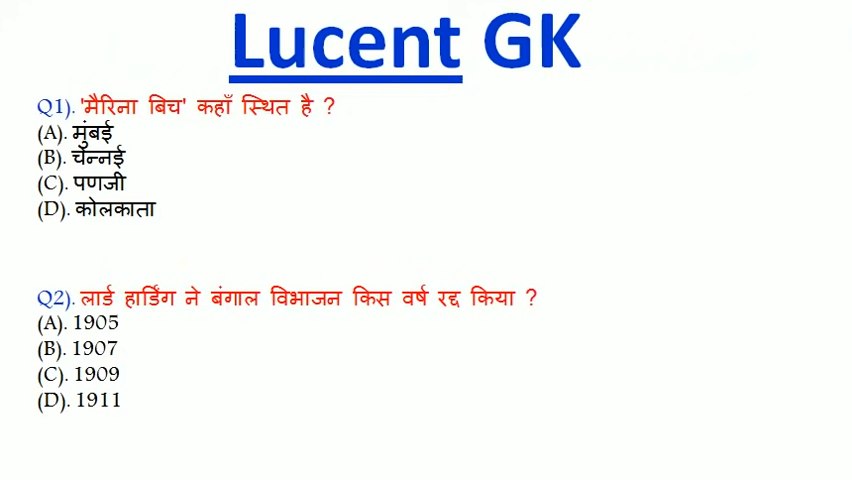 Lucent GK
Q1). 'मैरिना बिच' कहाँ स्थित है ?
(A). मुंबई
(B). चेन्नई
(C). पणजी
(D). कोलकाता
Q2). लार्ड हार्डिंग ने बंगाल विभाजन किस वर्ष रद्द किया ?
(A). 1905
(B). 1907
(C). 1909
(D). 1911